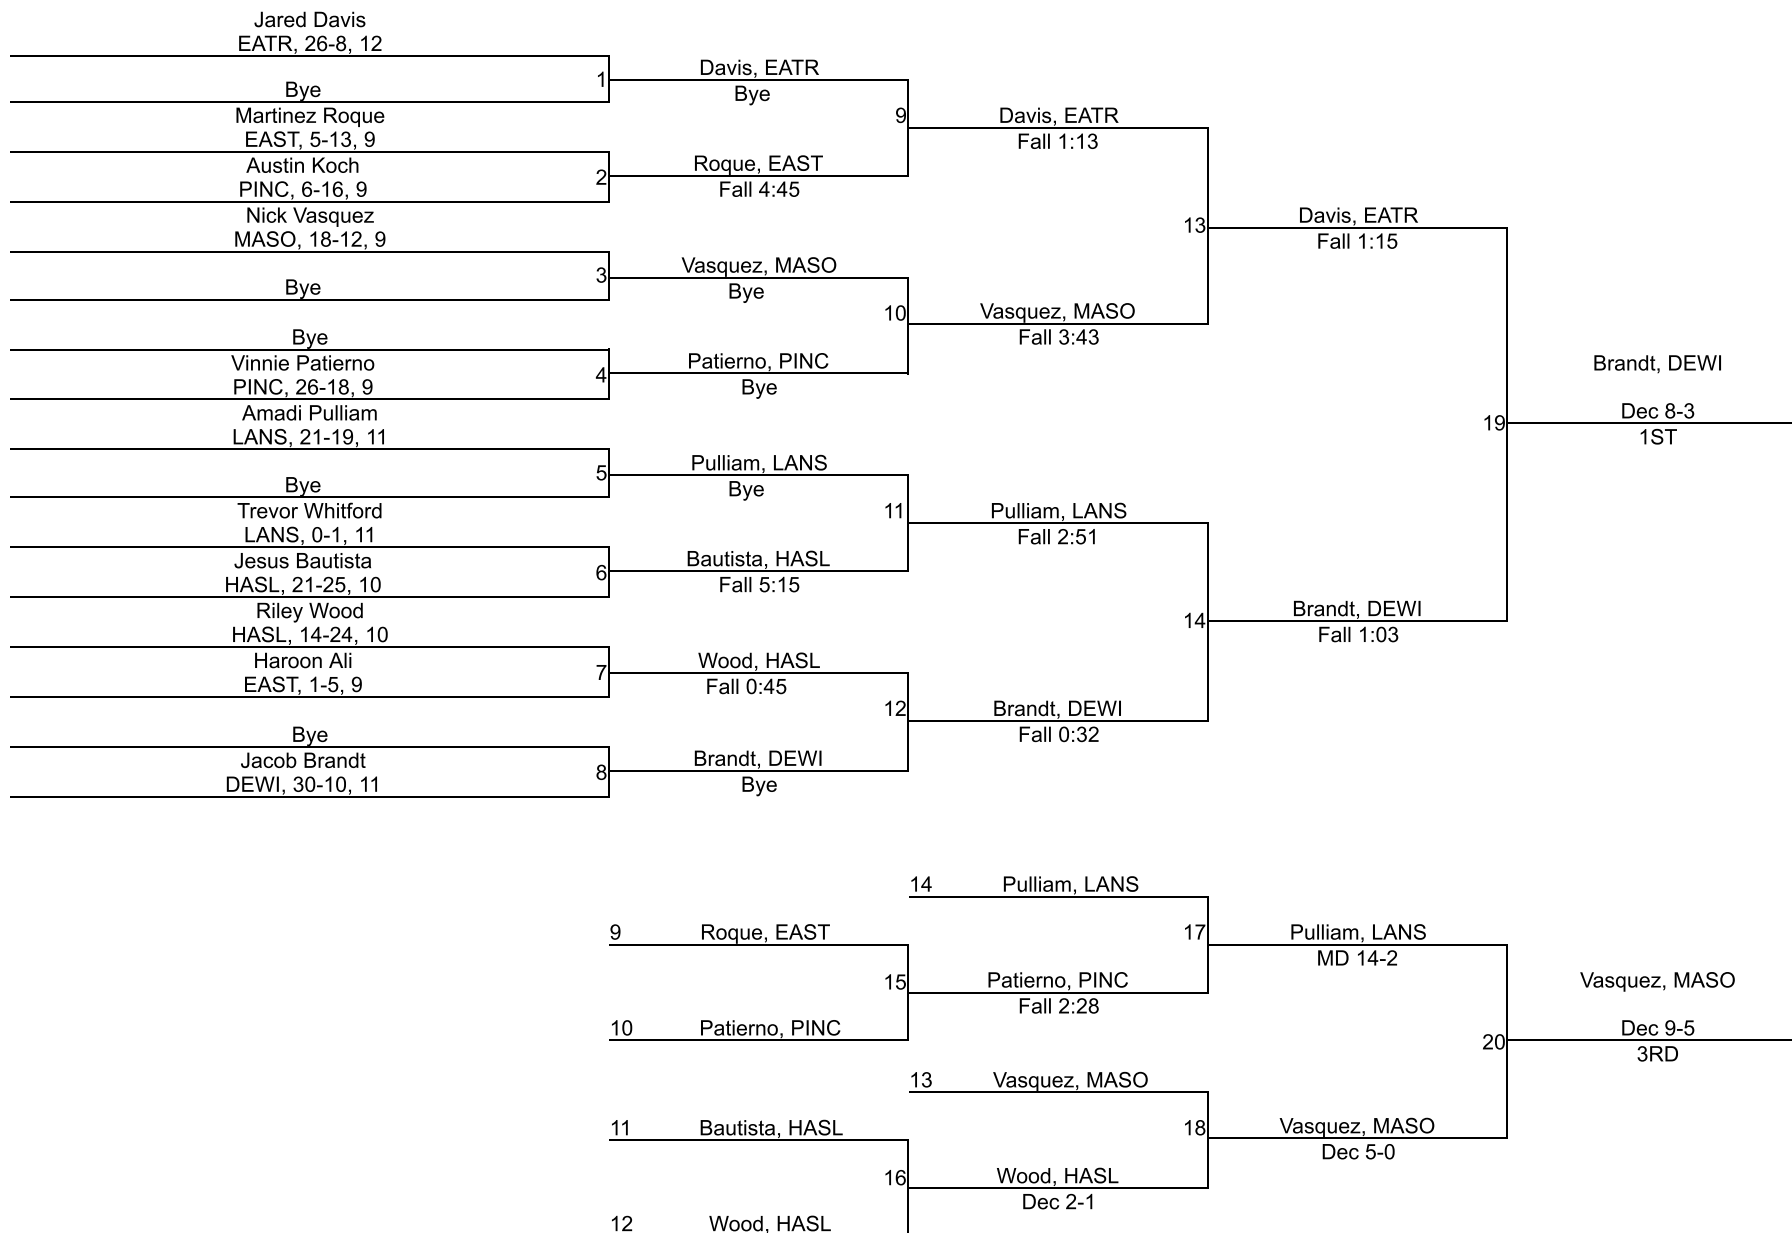 Jared Davis
EATR, 26-8, 12
Bye
Martinez Roque
EAST, 5-13, 9
Austin Koch
PINC, 6-16, 9
Nick Vasquez
MASO, 18-12, 9
Bye
Bye
Vinnie Patierno
PINC, 26-18, 9
Amadi Pulliam
LANS, 21-19, 11
Bye
Trevor Whitford
LANS, 0-1, 11
Jesus Bautista
HASL, 21-25, 10
Riley Wood
HASL, 14-24, 10
Haroon Ali
EAST, 1-5, 9
Bye
Jacob Brandt
DEWI, 30-10, 11
1
2
3
4
5
6
7
8
Davis, EATR
Bye
Roque, EAST
Fall 4:45
Vasquez, MASO
Bye
Patierno, PINC
Bye
Pulliam, LANS
Bye
Bautista, HASL
Fall 5:15
Wood, HASL
Fall 0:45
Brandt, DEWI
Bye
9
10
11
12
Davis, EATR
Fall 1:13
Vasquez, MASO
Fall 3:43
Pulliam, LANS
Fall 2:51
Brandt, DEWI
Fall 0:32
13
14
Davis, EATR
Fall 1:15
Brandt, DEWI
Fall 1:03
19
Brandt, DEWI
Dec 8-3
1ST
9 Roque, EAST
10 Patierno, PINC
11 Bautista, HASL
12 Wood, HASL
15
16
14 Pulliam, LANS
Patierno, PINC
Fall 2:28
13 Vasquez, MASO
Wood, HASL
Dec 2-1
17
18
Pulliam, LANS
MD 14-2
Vasquez, MASO
Dec 5-0
20
Vasquez, MASO
Dec 9-5
3RD